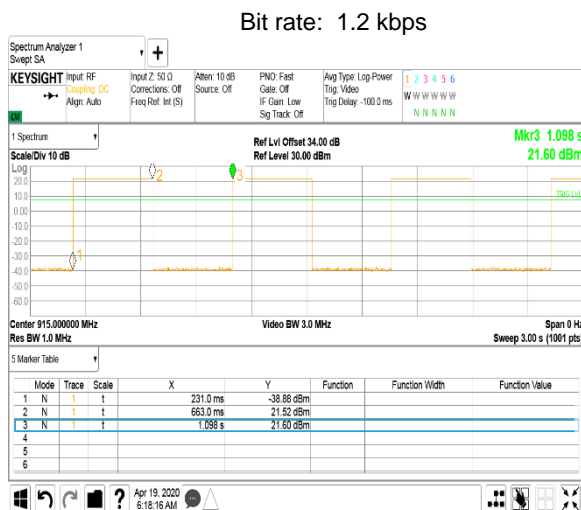 Bit rate: 1.2 kbps
Spectrum Analyzer 1
Swept SA
+
KEYSIGHT Input: RF Input Z: 50 Ω Atten: 10 dB PNO: Fast Avg Type: Log-Power 1 2 3 4 5 6
Coupling: DC Corrections: Off Source: Off Gate: Off Trig: Video W W W W W W
Align: Auto Freq Ref: Int (S) IF Gain: Low Trig Delay: -100.0 ms N N N N N
Sig Track: Off
1 Spectrum Ref Lvl Offset 34.00 dB Mkr3 1.098 s
Scale/Div 10 dB Ref Level 30.00 dBm 21.60 dBm
Log
2 3
20.0
TRIG LVL
10.0
0.00
-10.0
-20.0
1
-30.0
-40.0
-50.0
-60.0
Center 915.000000 MHz Video BW 3.0 MHz Span 0 Hz
Res BW 1.0 MHz Sweep 3.00 s (1001 pts)
5 Marker Table
Mode Trace Scale X Y Function Function Width Function Value
1 N 1 t 231.0 ms -38.88 dBm
2 N 1 t 663.0 ms 21.52 dBm
3 N 1 t 1.098 s 21.60 dBm
4
5
6
? Apr 19, 2020
6:18:16 AM